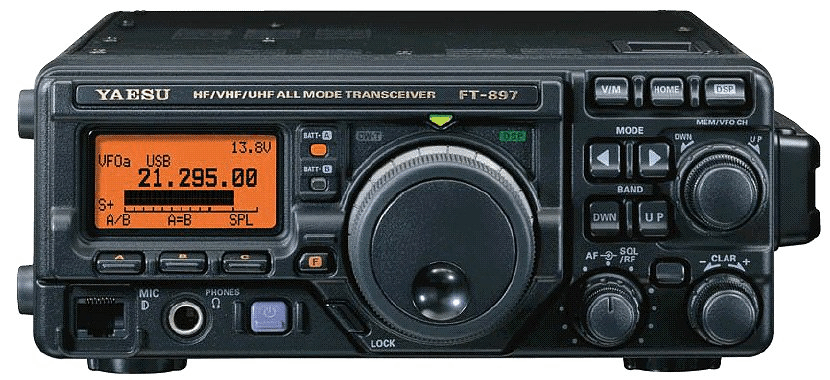 YAESU HF/VHF/UHF ALL MODE TRANSCEIVER FT-897
V/M HOME DSP
MEM/VFO CH
BATT-A
BATT-B
CW-T
DSP
MODE
DWN UP
BAND
DWN UP
13.8V
VFOa USB
21.295.00
S+
A/B A=B SPL
A B C F
AF SQL/RF
- CLAR +
MIC
PHONES
Ω
LOCK